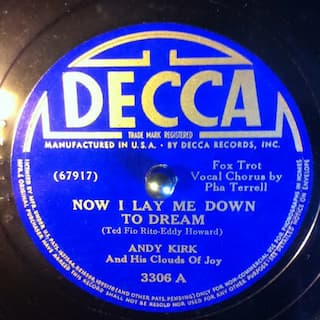 DECCA
TRADE MARK REGISTERED
MANUFACTURED IN U.S.A. • BY DECCA RECORDS, INC.
(67917)
Fox Trot
Vocal Chorus by
Pha Terrell
NOW I LAY ME DOWN
TO DREAM
(Ted Fio Rito-Eddy Howard)
ANDY KIRK
And His Clouds Of Joy
3306 A